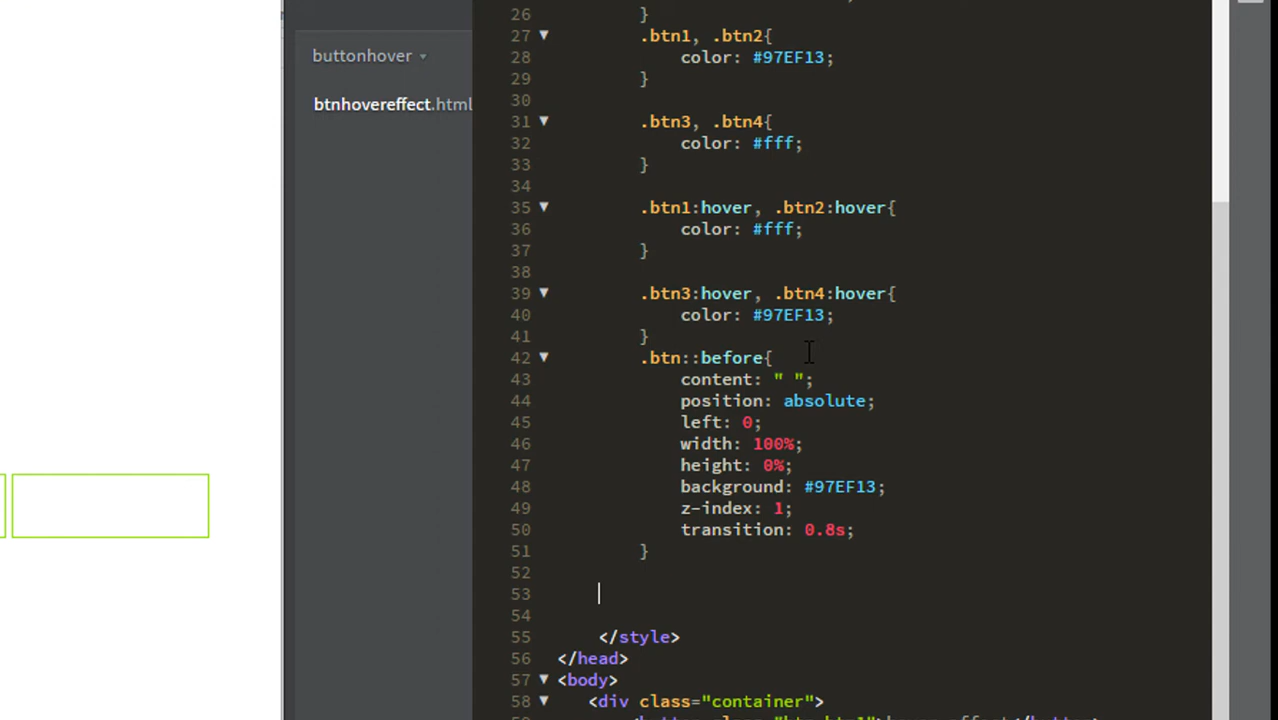 buttonhover
btnhovereffect.html
26 }
27 .btn1, .btn2{
28 color: #97EF13;
29 }
30
31 .btn3, .btn4{
32 color: #fff;
33 }
34
35 .btn1:hover, .btn2:hover{
36 color: #fff;
37 }
38
39 .btn3:hover, .btn4:hover{
40 color: #97EF13;
41 }
42 .btn::before{
43 content: " ";
44 position: absolute;
45 left: 0;
46 width: 100%;
47 height: 0%;
48 background: #97EF13;
49 z-index: 1;
50 transition: 0.8s;
51 }
52
53
54
55 </style>
56 </head>
57 <body>
58 <div class="container">